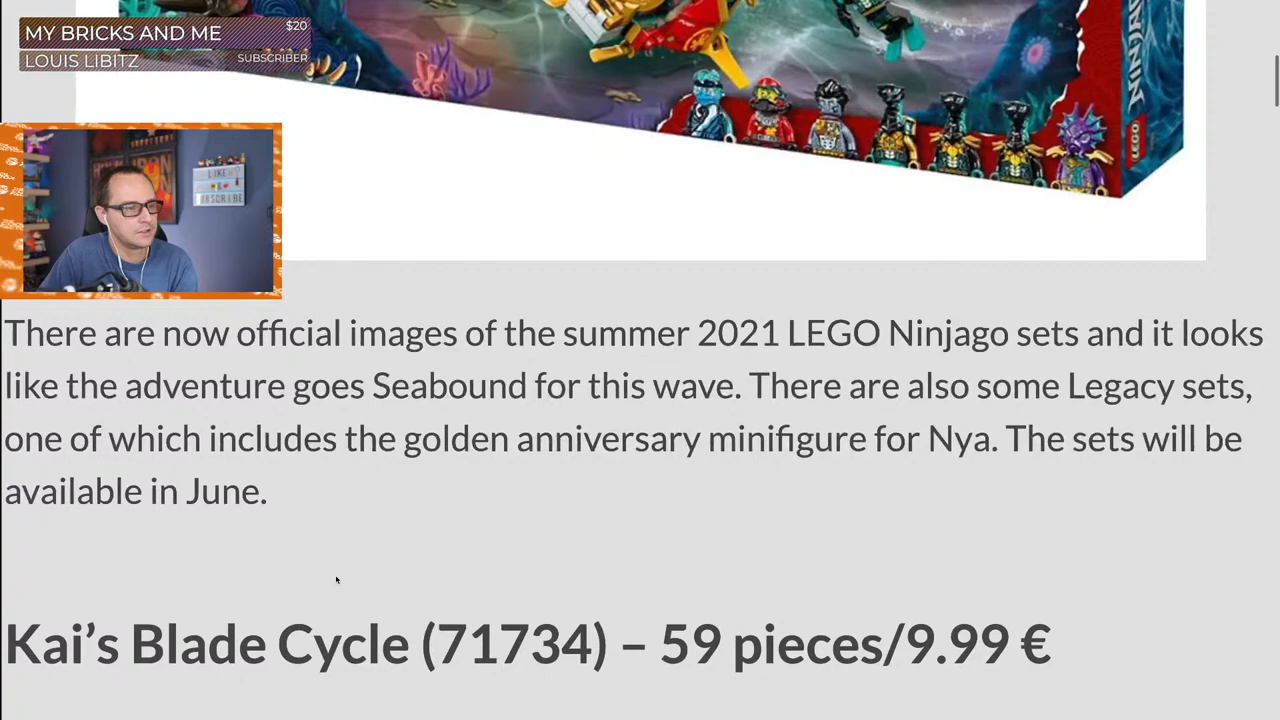 MY BRICKS AND ME
$20
LOUIS LIBITZ
SUBSCRIBER
LIKE
SUBSCRIBE
LEGO
There are now official images of the summer 2021 LEGO Ninjago sets and it looks
like the adventure goes Seabound for this wave. There are also some Legacy sets,
one of which includes the golden anniversary minifigure for Nya. The sets will be
available in June.
Kai’s Blade Cycle (71734) – 59 pieces/9.99 €